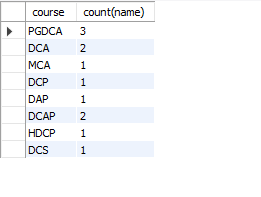 course count(name)
PGDCA 3
DCA 2
MCA 1
DCP 1
DAP 1
DCAP 2
HDCP 1
DCS 1